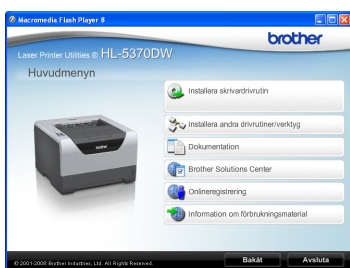 Macromedia Flash Player 8
brother
Laser Printer Utilities ® HL-5370DW
Huvudmenyn
Installera skrivardrivrutin
Installera andra drivrutiner/verktyg
Dokumentation
Brother Solutions Center
Onlineregistrering
Information om förbrukningsmaterial
© 2001-2008 Brother Industries, Ltd. All Rights Reserved.
Bakåt
Avsluta